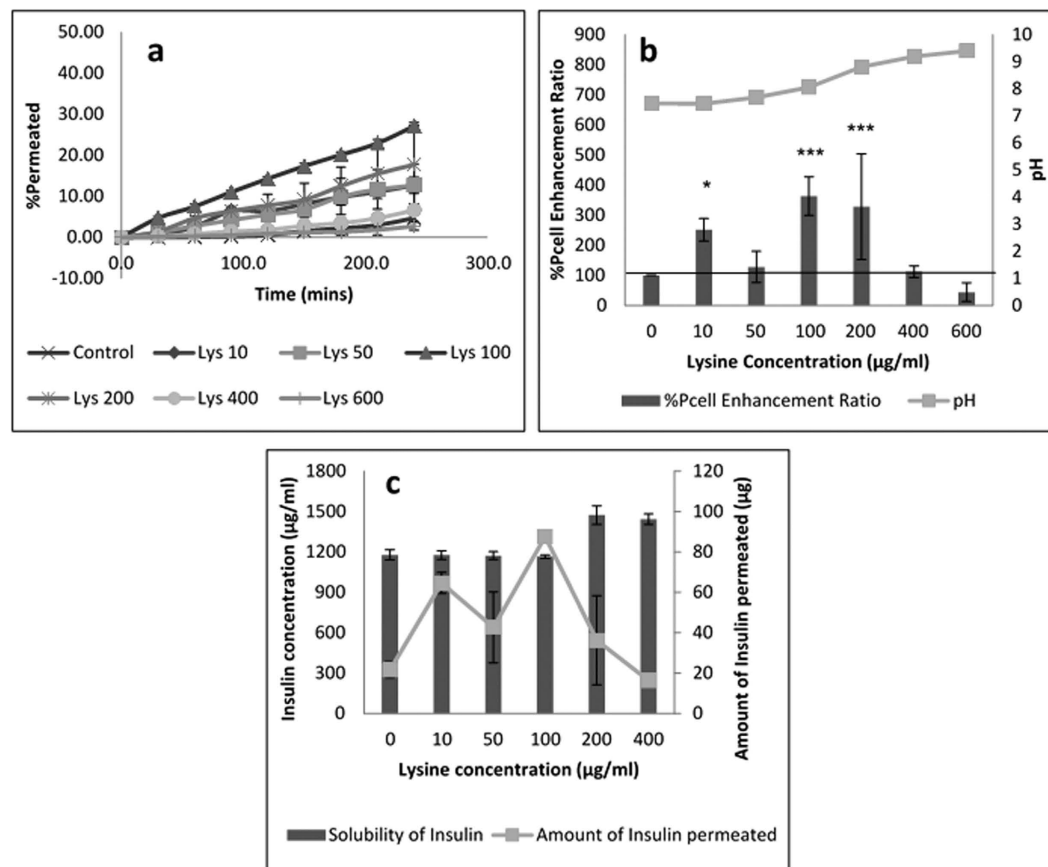 a
50.00
40.00
30.00
20.00
10.00
0.00
-10.00
0.0
100.0
200.0
300.0
%Permeated
Time (mins)
Control
Lys 10
Lys 50
Lys 100
Lys 200
Lys 400
Lys 600
b
900
800
700
600
500
400
300
200
100
0
%Pcell Enhancement Ratio
*
***
***
10
9
8
7
6
5
4
3
2
1
0
pH
0 10 50 100 200 400 600
Lysine Concentration (µg/ml)
%Pcell Enhancement Ratio
pH
c
1800
1500
1200
900
600
300
0
Insulin concentration (µg/ml)
120
100
80
60
40
20
0
Amount of Insulin permeated (µg)
0 10 50 100 200 400
Lysine concentration (µg/ml)
Solubility of Insulin
Amount of Insulin permeated